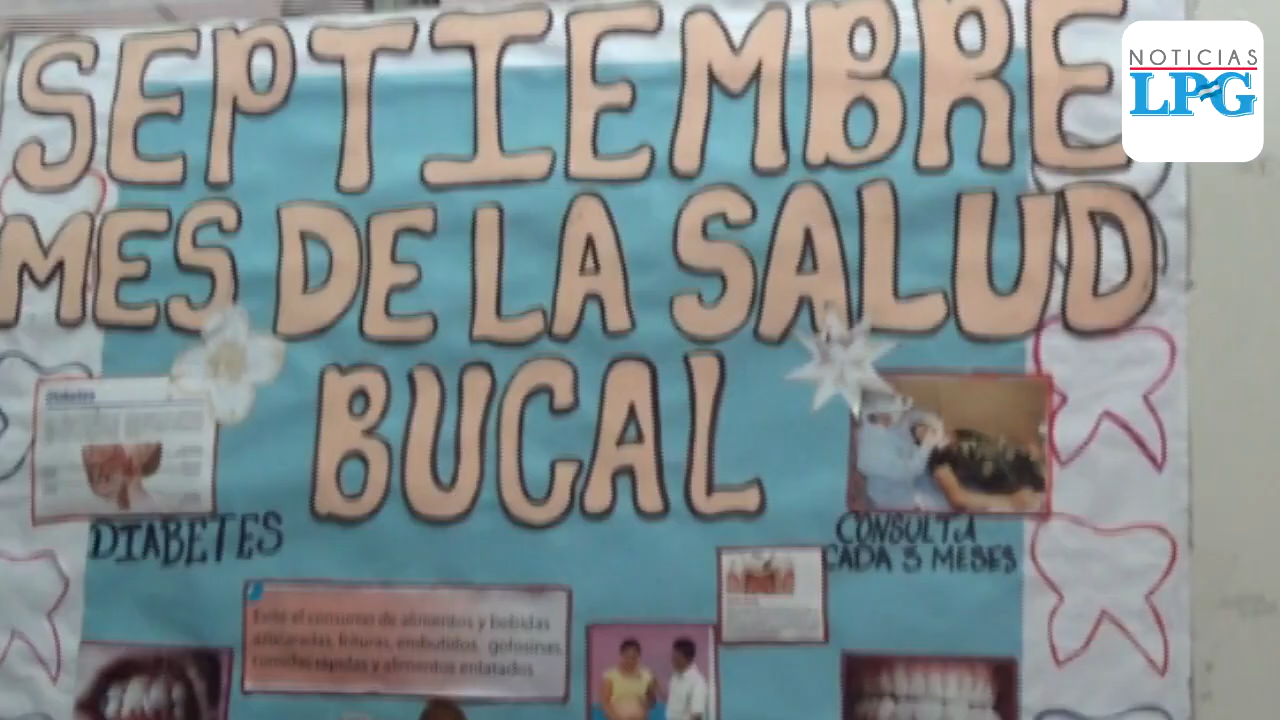 SEPTIEMBRE
NOTICIAS
LPG
MES DE LA SALUD
BUCAL
Diabetes
DIABETES
CONSULTA
CADA 3 MESES
Evite el consumo de alimentos y bebidas
azucaradas, frituras, embutidos, golosinas,
comidas rápidas y alimentos enlatados